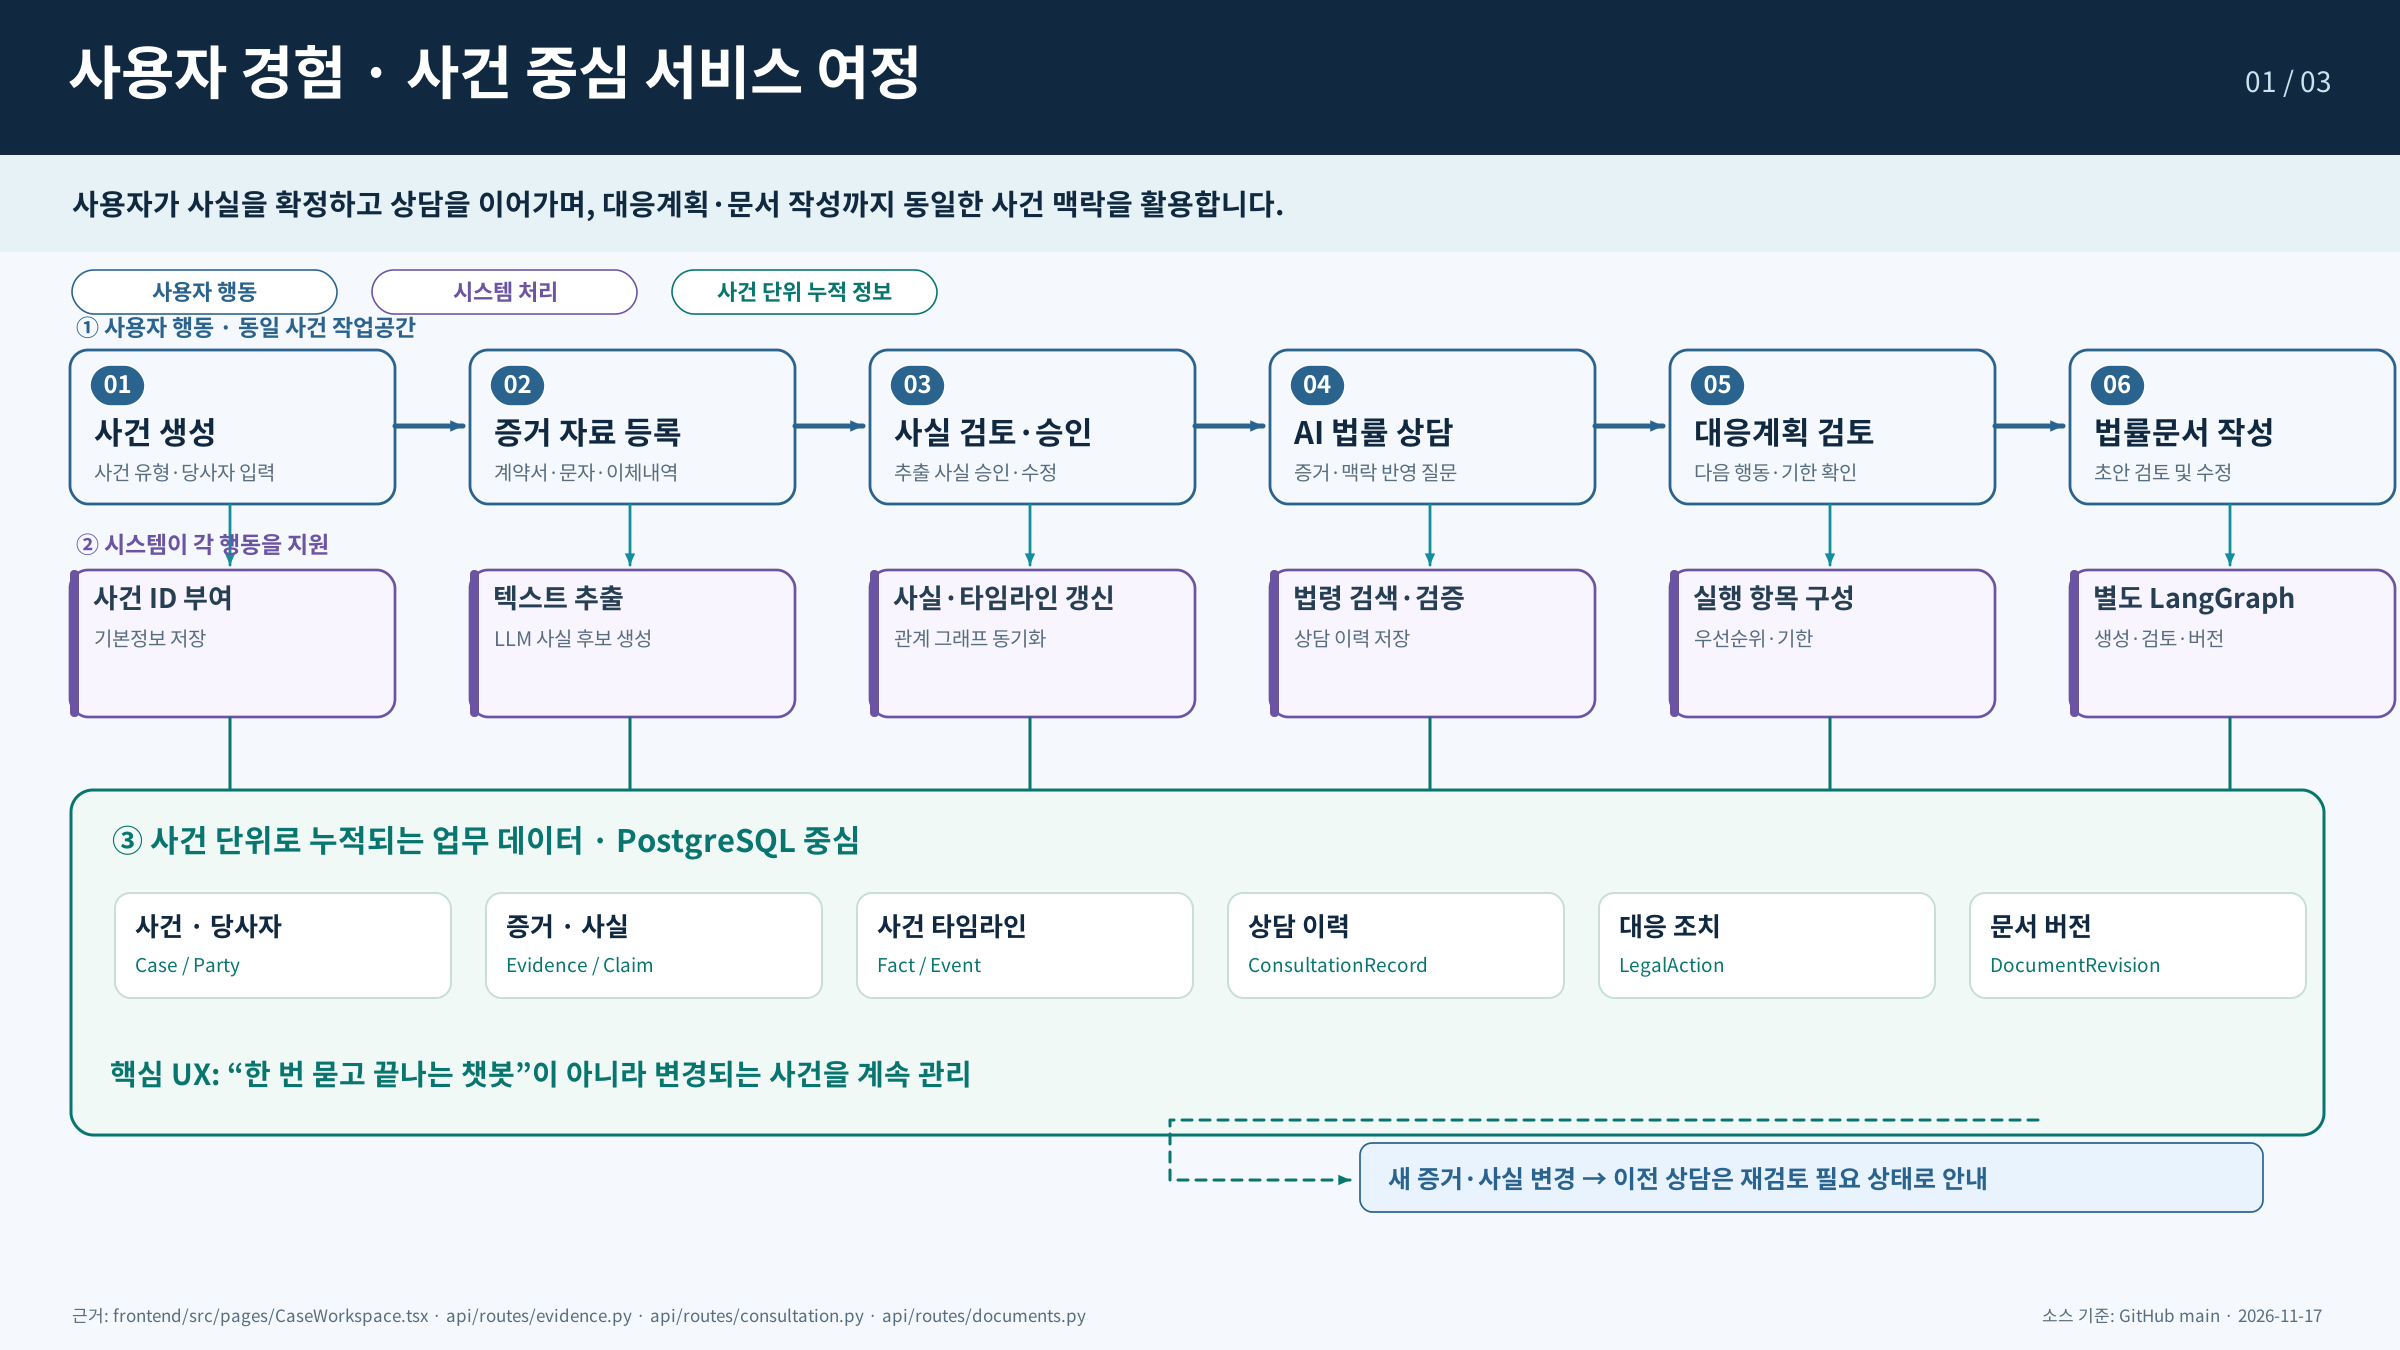 사용자 경험 · 사건 중심 서비스 여정
01 / 03
사용자가 사실을 확정하고 상담을 이어가며, 대응계획·문서 작성까지 동일한 사건 맥락을 활용합니다.
사용자 행동
시스템 처리
사건 단위 누적 정보
① 사용자 행동 · 동일 사건 작업공간
01
사건 생성
사건 유형·당사자 입력
02
증거 자료 등록
계약서·문자·이체내역
03
사실 검토·승인
추출 사실 승인·수정
04
AI 법률 상담
증거·맥락 반영 질문
05
대응계획 검토
다음 행동·기한 확인
06
법률문서 작성
초안 검토 및 수정
② 시스템이 각 행동을 지원
사건 ID 부여
기본정보 저장
텍스트 추출
LLM 사실 후보 생성
사실·타임라인 갱신
관계 그래프 동기화
법령 검색·검증
상담 이력 저장
실행 항목 구성
우선순위·기한
별도 LangGraph
생성·검토·버전
③ 사건 단위로 누적되는 업무 데이터 · PostgreSQL 중심
사건 · 당사자
Case / Party
증거 · 사실
Evidence / Claim
사건 타임라인
Fact / Event
상담 이력
ConsultationRecord
대응 조치
LegalAction
문서 버전
DocumentRevision
핵심 UX: “한 번 묻고 끝나는 챗봇”이 아니라 변경되는 사건을 계속 관리
새 증거·사실 변경 → 이전 상담은 재검토 필요 상태로 안내
근거: frontend/src/pages/CaseWorkspace.tsx · api/routes/evidence.py · api/routes/consultation.py · api/routes/documents.py
소스 기준: GitHub main · 2026-11-17